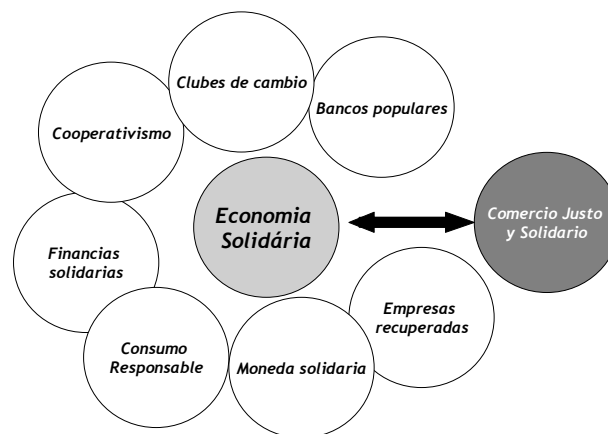 Clubes de cambio
Bancos populares
Cooperativismo
Economia
Solidária
Comercio Justo
y Solidario
Financias
solidarias
Empresas
recuperadas
Consumo
Responsable
Moneda solidaria